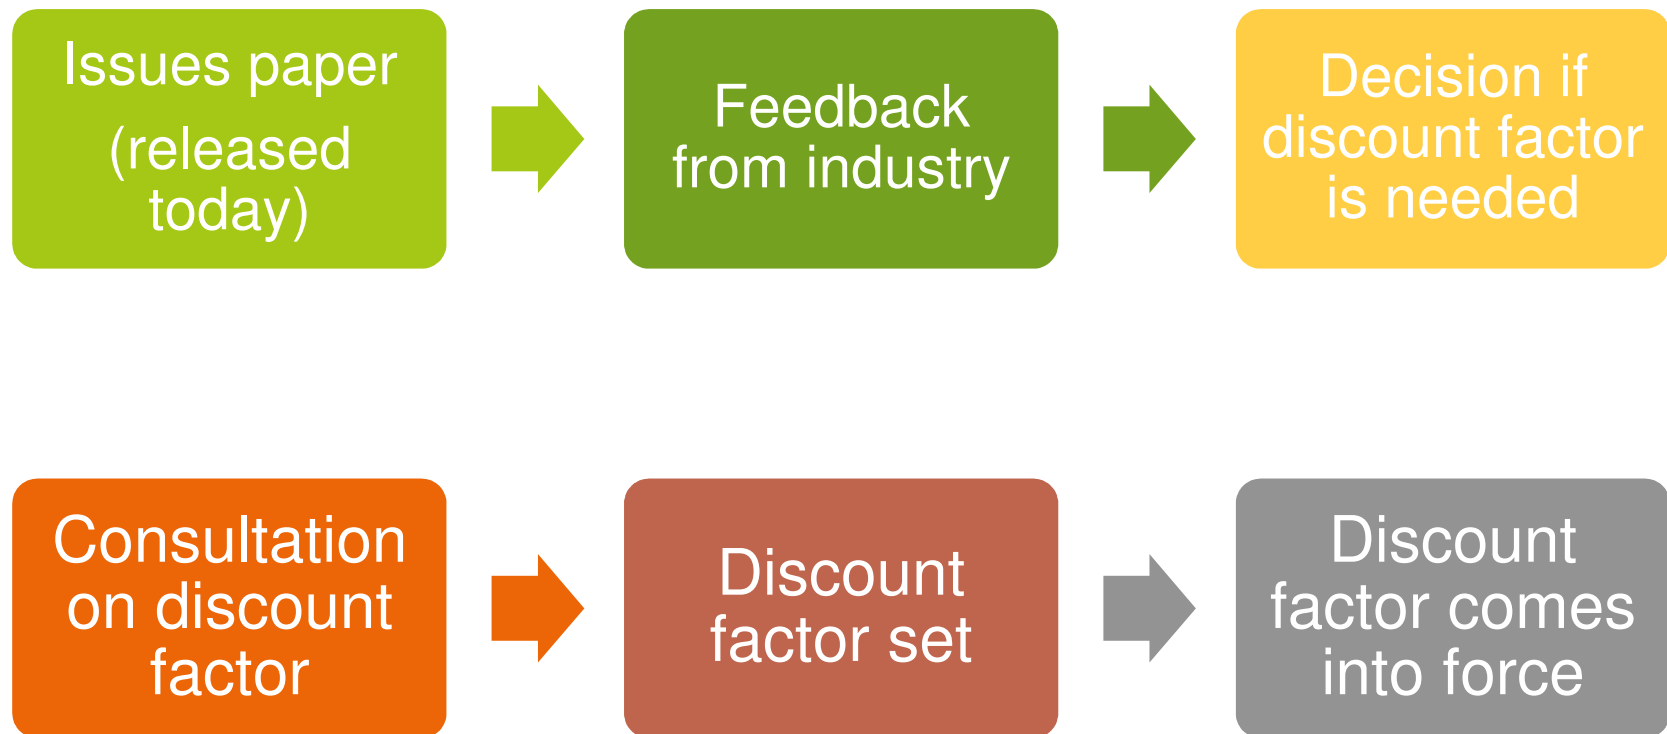 Issues paper
(released
today)
Feedback
from industry
Decision if
discount factor
is needed
Consultation
on discount
factor
Discount
factor set
Discount
factor comes
into force